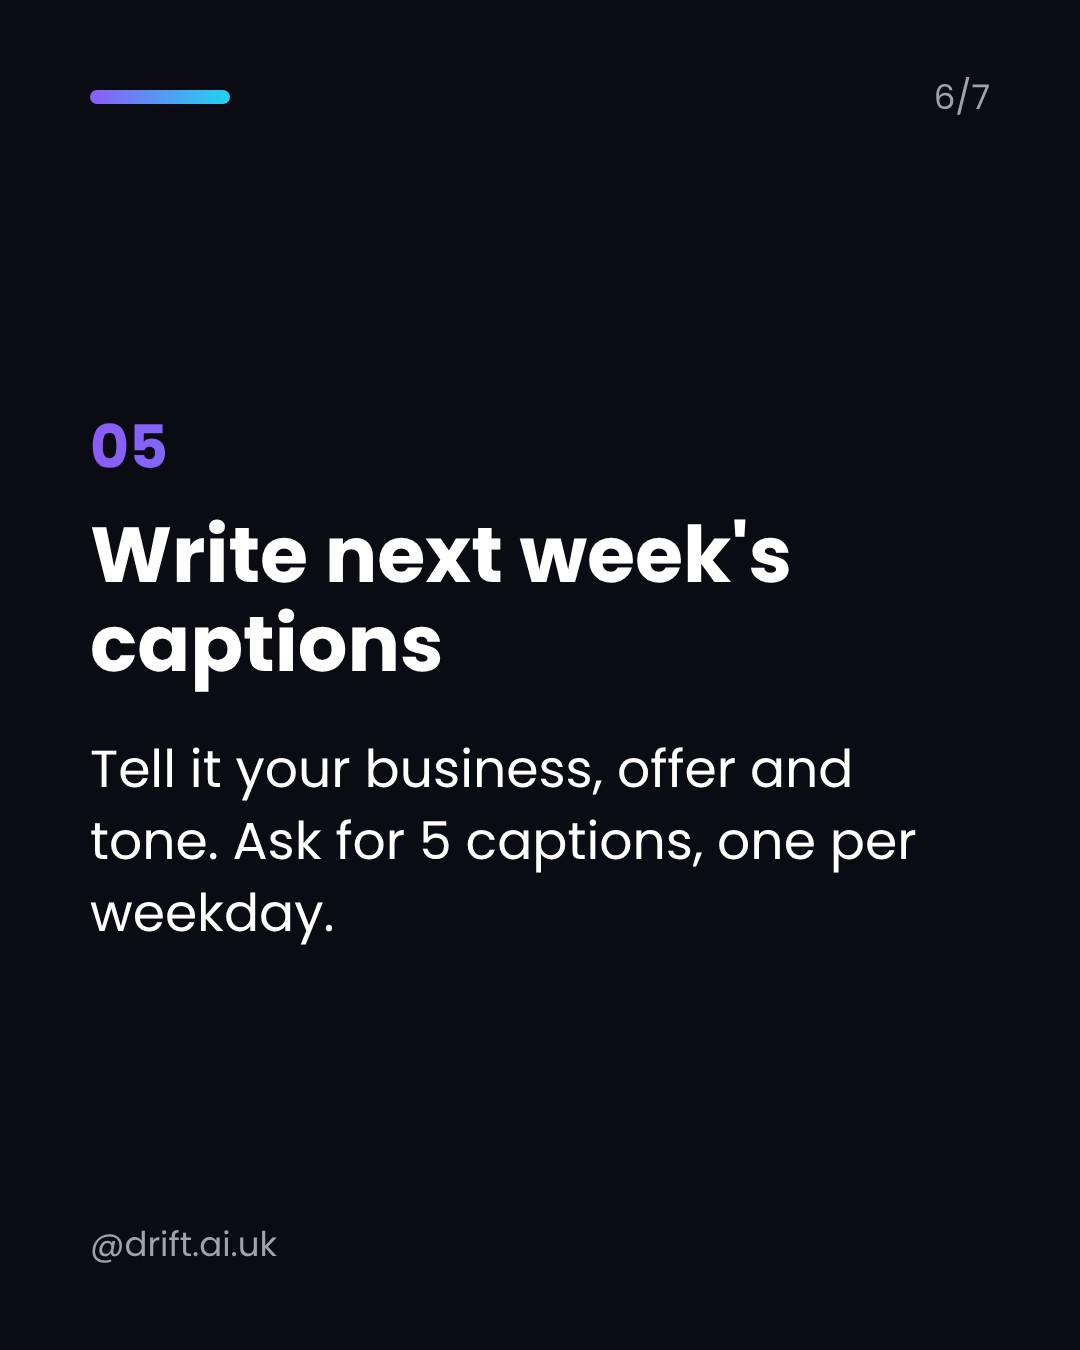 6/7
05
Write next week's
captions
Tell it your business, offer and
tone. Ask for 5 captions, one per
weekday.
@drift.ai.uk